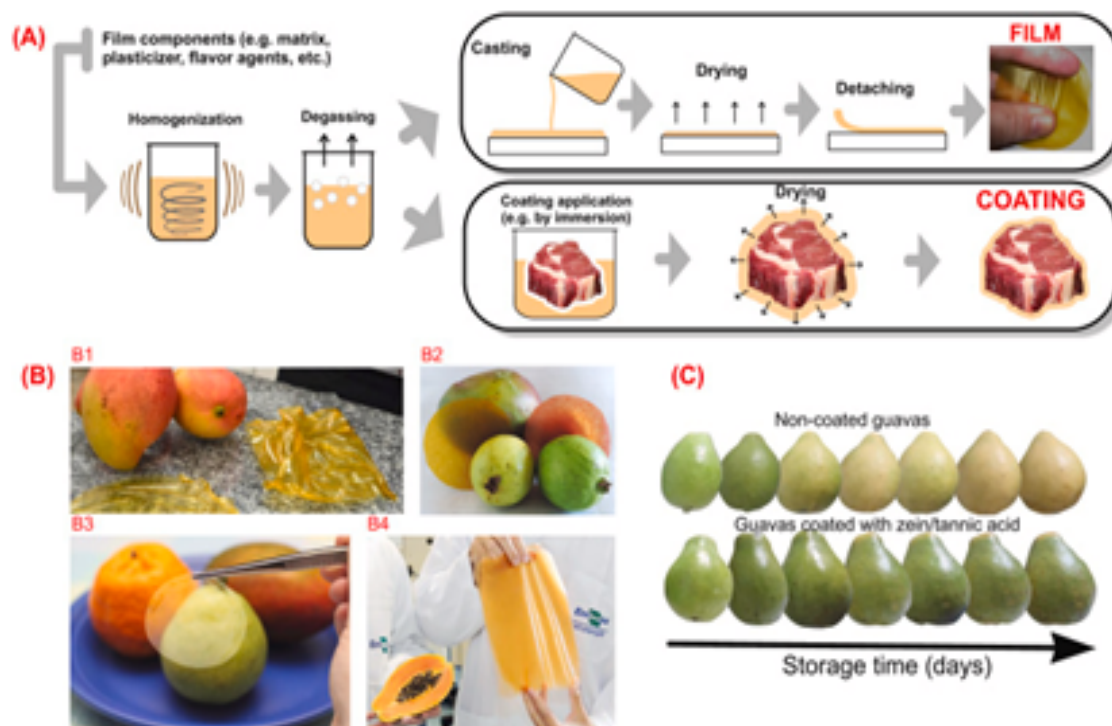 (A)
Film components (e.g. matrix,
plasticizer, flavor agents, etc.)
Homogenization
Degassing
Casting
Drying
Detaching
FILM
Coating application
(e.g. by immersion)
Drying
COATING
(B)
B1
B2
B3
B4
(C)
Non-coated guavas
Guavas coated with zein/tannic acid
Storage time (days)